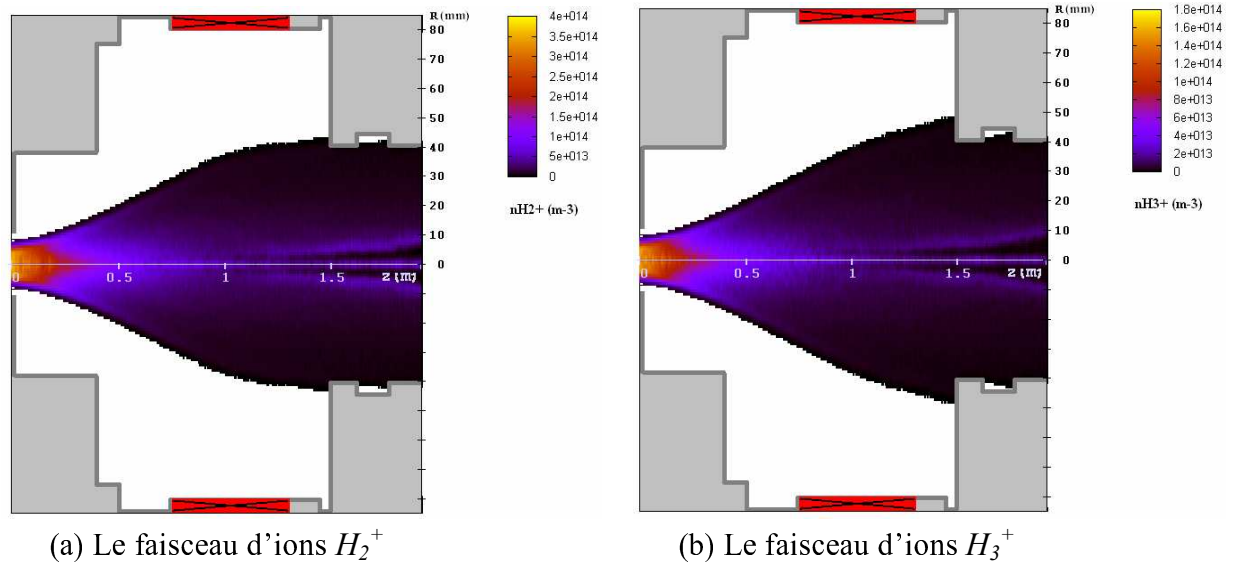 R (mm)
80
70
60
50
40
30
20
10
0
0
0.5
1
1.5
z (m)
4e+014
3.5e+014
3e+014
2.5e+014
2e+014
1.5e+014
1e+014
5e+013
0
nH2+ (m-3)
R (mm)
80
70
60
50
40
30
20
10
0
0
0.5
1
1.5
z (m)
1.8e+014
1.6e+014
1.4e+014
1.2e+014
1e+014
8e+013
6e+013
4e+013
2e+013
0
nH3+ (m-3)
(a) Le faisceau d’ions H₂⁺
(b) Le faisceau d’ions H₃⁺